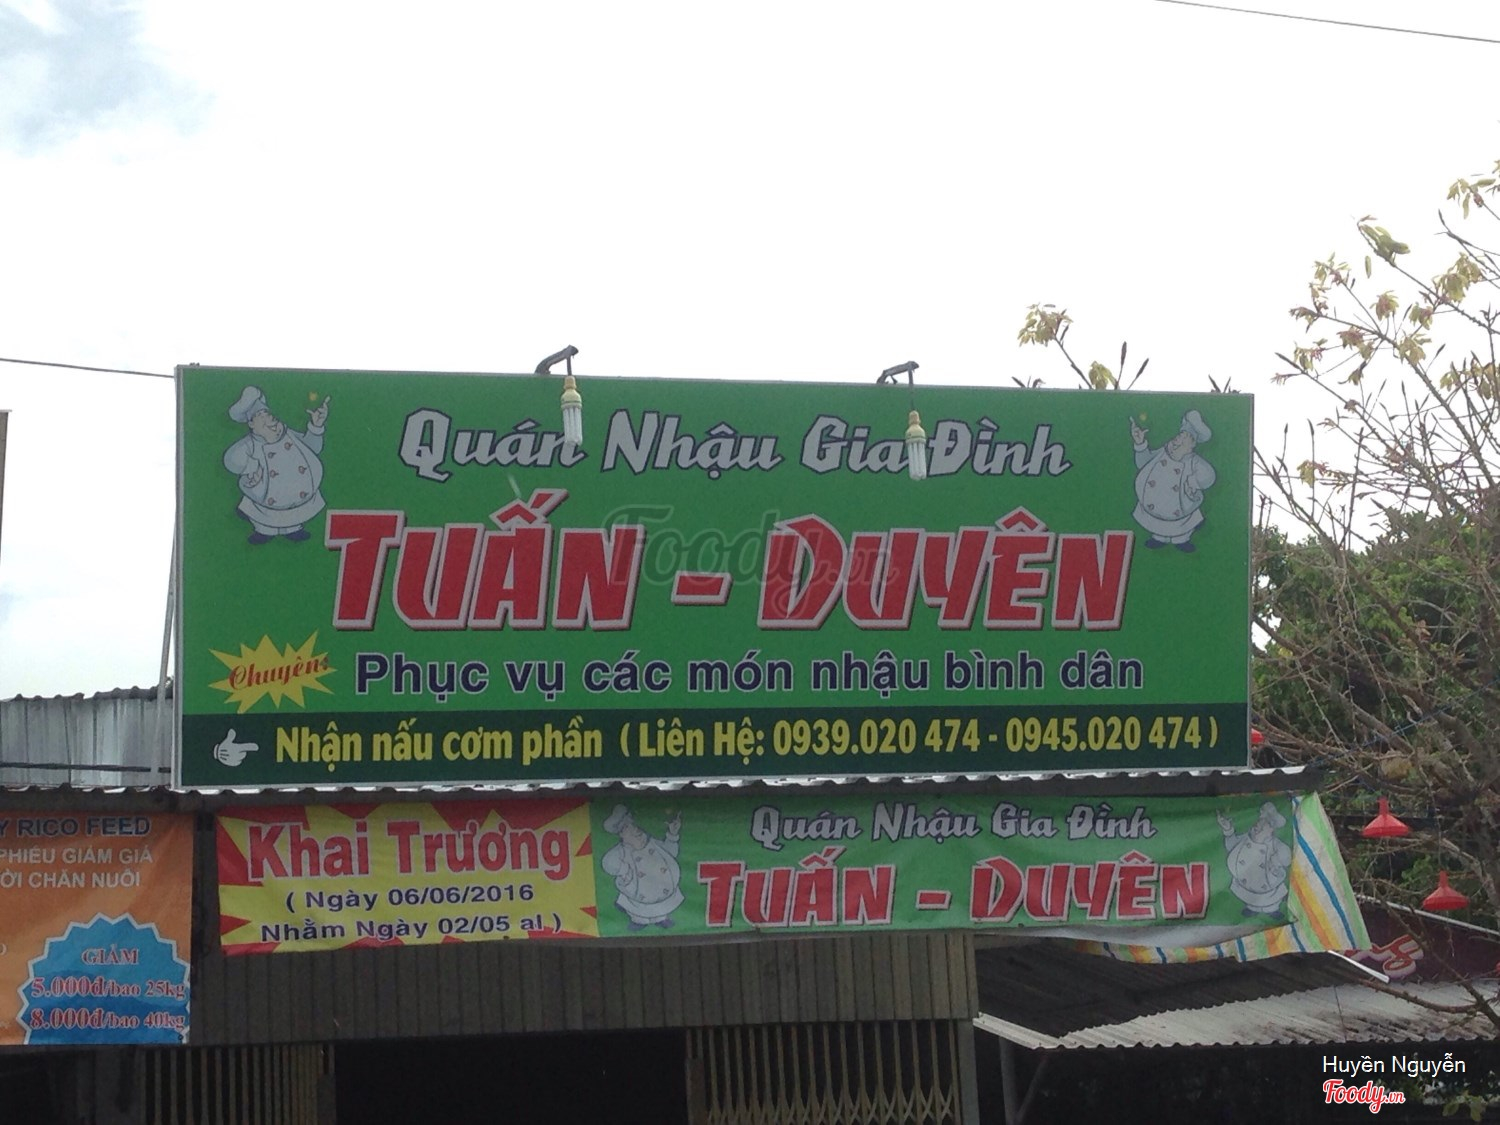 Quán Nhậu Gia Đình
TUẤN - DUYÊN
Chuyên: Phục vụ các món nhậu bình dân
Nhận nấu cơm phần ( Liên Hệ: 0939.020 474 - 0945.020 474 )
Khai Trương
( Ngày 06/06/2016
Nhằm Ngày 02/05 al )
Quán Nhậu Gia Đình
TUẤN - DUYÊN
Y RICO FEED
PHIẾU GIẢM GIÁ
ỜI CHĂN NUÔI
GIẢM
5.000đ/bao 25kg
8.000đ/bao 40kg
Foody.vn
Huyền Nguyễn
Foody.vn